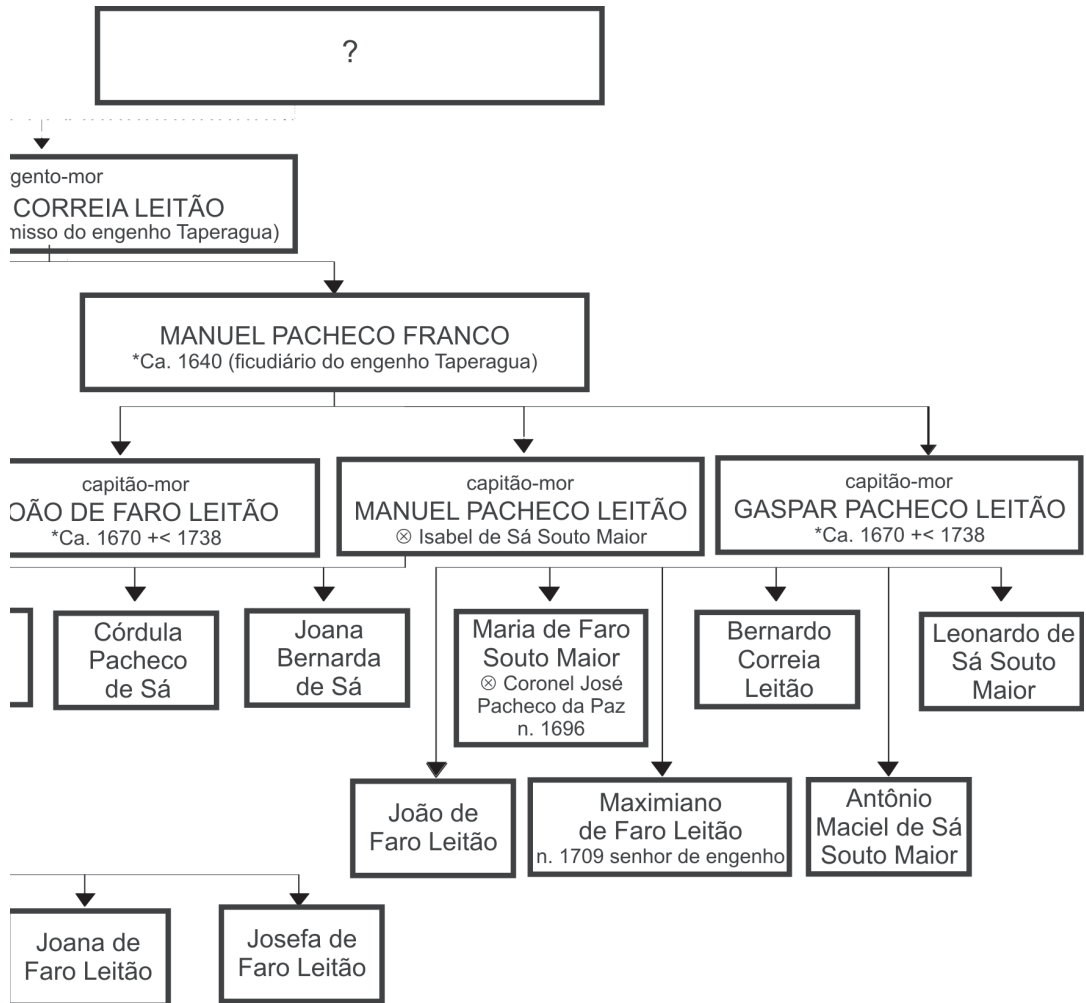 ?
gento-mor
CORREIA LEITÃO
misso do engenho Taperagua)
MANUEL PACHECO FRANCO
*Ca. 1640 (ficudiário do engenho Taperagua)
capitão-mor
OÃO DE FARO LEITÃO
*Ca. 1670 +< 1738
capitão-mor
MANUEL PACHECO LEITÃO
⊗ Isabel de Sá Souto Maior
capitão-mor
GASPAR PACHECO LEITÃO
*Ca. 1670 +< 1738
Córdula
Pacheco
de Sá
Joana
Bernarda
de Sá
Maria de Faro
Souto Maior
⊗ Coronel José
Pacheco da Paz
n. 1696
Bernardo
Correia
Leitão
Leonardo de
Sá Souto
Maior
João de
Faro Leitão
Maximiano
de Faro Leitão
n. 1709 senhor de engenho
Antônio
Maciel de Sá
Souto Maior
Joana de
Faro Leitão
Josefa de
Faro Leitão